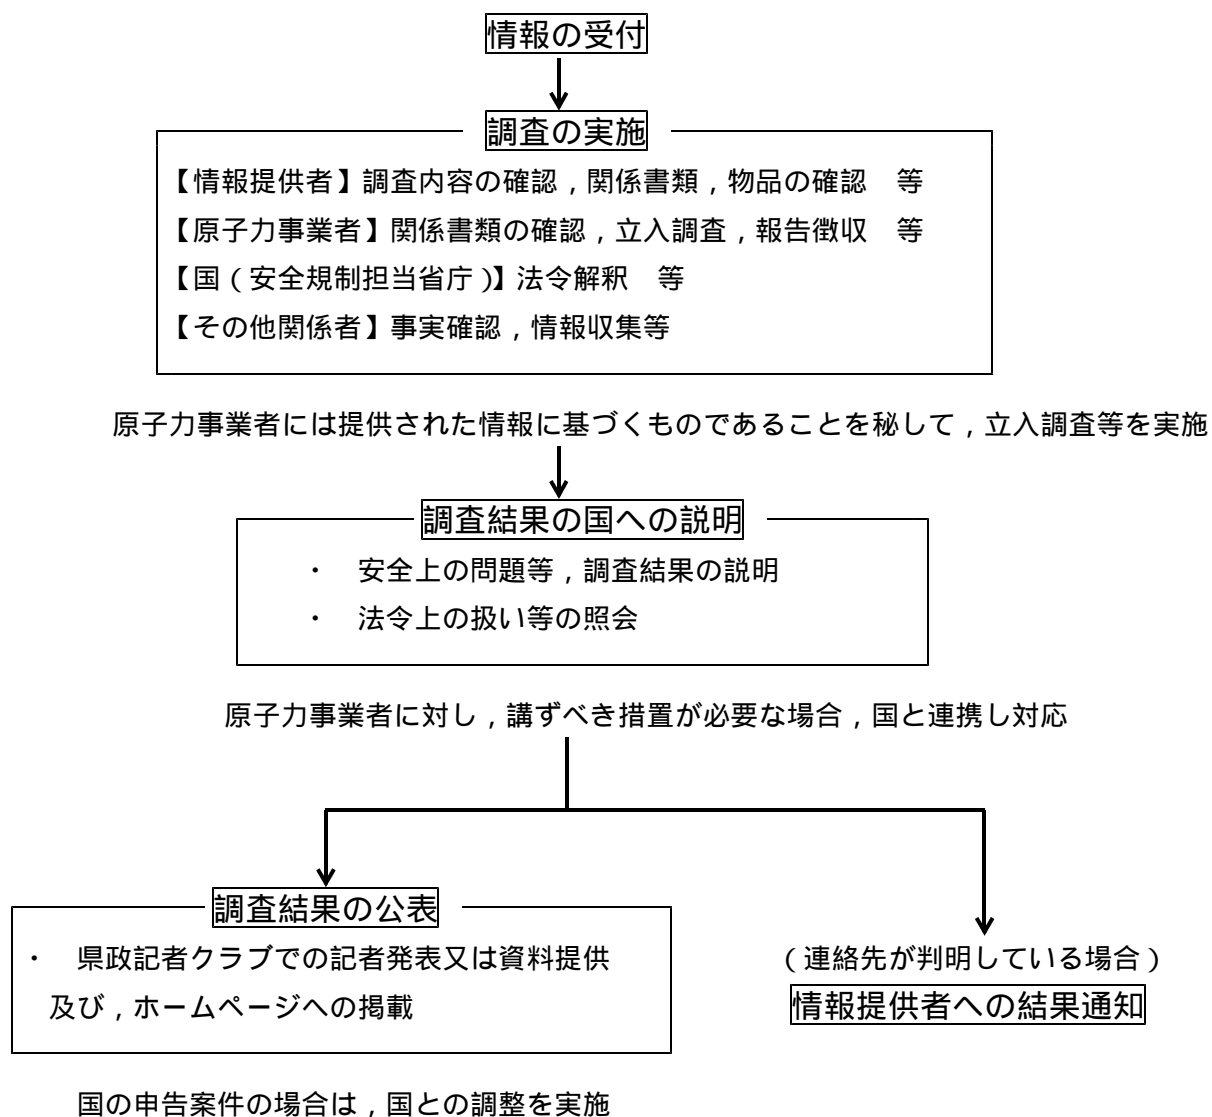 情報の受付
調査の実施
【情報提供者】調査内容の確認，関係書類，物品の確認　等
【原子力事業者】関係書類の確認，立入調査，報告徴収　等
【国（安全規制担当省庁）】法令解釈　等
【その他関係者】事実確認，情報収集等
原子力事業者には提供された情報に基づくものであることを秘して，立入調査等を実施
調査結果の国への説明
・　安全上の問題等，調査結果の説明
・　法令上の扱い等の照会
原子力事業者に対し，講ずべき措置が必要な場合，国と連携し対応
調査結果の公表
・　県政記者クラブでの記者発表又は資料提供
及び，ホームページへの掲載
（連絡先が判明している場合）
情報提供者への結果通知
国の申告案件の場合は，国との調整を実施